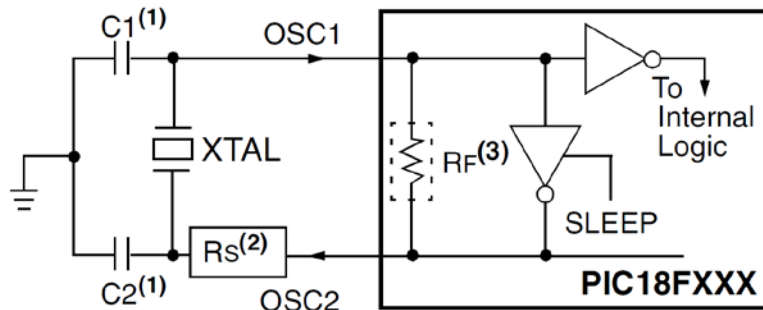 C1(1)
OSC1
To
Internal
Logic
XTAL
RF(3)
SLEEP
Rs(2)
C2(1)
OSC2
PIC18FXXX